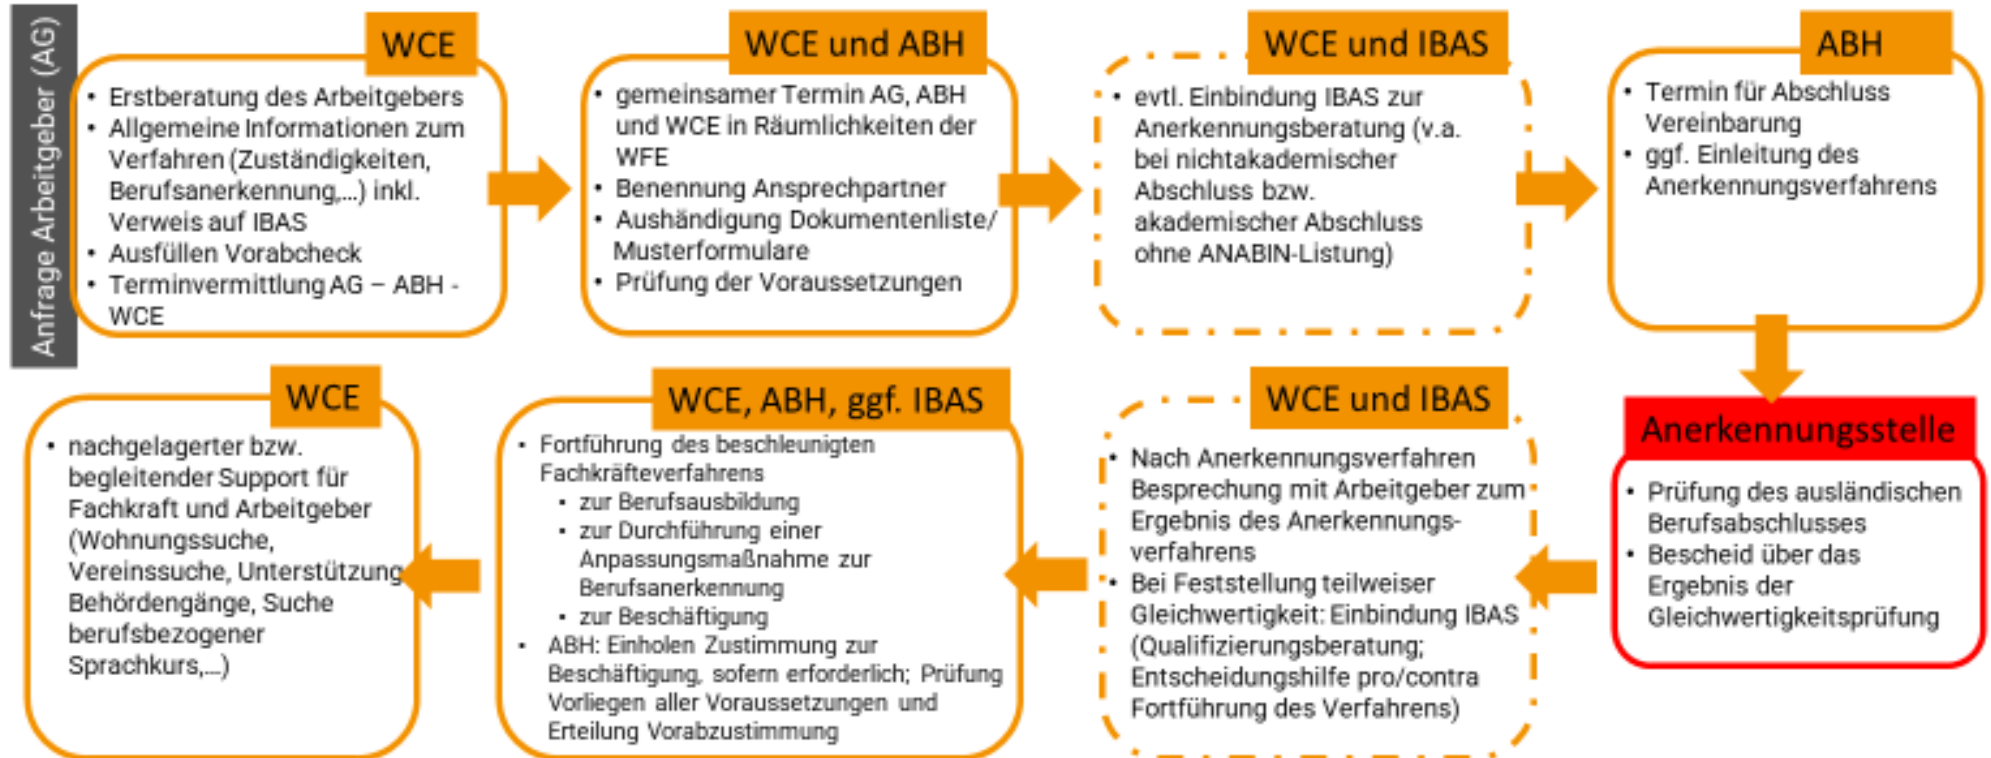 Anfrage Arbeitgeber (AG)
WCE
• Erstberatung des Arbeitgebers
• Allgemeine Informationen zum
Verfahren (Zuständigkeiten,
Berufsanerkennung,...) inkl.
Verweis auf IBAS
• Ausfüllen Vorabcheck
• Terminvermittlung AG – ABH -
WCE
WCE und ABH
• gemeinsamer Termin AG, ABH
und WCE in Räumlichkeiten der
WFE
• Benennung Ansprechpartner
• Aushändigung Dokumentenliste/
Musterformulare
• Prüfung der Voraussetzungen
WCE und IBAS
• evtl. Einbindung IBAS zur
Anerkennungsberatung (v.a.
bei nichtakademischer
Abschluss bzw.
akademischer Abschluss
ohne ANABIN-Listung)
ABH
• Termin für Abschluss
Vereinbarung
• ggf. Einleitung des
Anerkennungsverfahrens
Anerkennungsstelle
• Prüfung des ausländischen
Berufsabschlusses
• Bescheid über das
Ergebnis der
Gleichwertigkeitsprüfung
WCE und IBAS
• Nach Anerkennungsverfahren
Besprechung mit Arbeitgeber zum
Ergebnis des Anerkennungs-
verfahrens
• Bei Feststellung teilweiser
Gleichwertigkeit: Einbindung IBAS
(Qualifizierungsberatung;
Entscheidungshilfe pro/contra
Fortführung des Verfahrens)
WCE, ABH, ggf. IBAS
• Fortführung des beschleunigten
Fachkräfteverfahrens
▪ zur Berufsausbildung
▪ zur Durchführung einer
Anpassungsmaßnahme zur
Berufsanerkennung
▪ zur Beschäftigung
• ABH: Einholen Zustimmung zur
Beschäftigung, sofern erforderlich; Prüfung
Vorliegen aller Voraussetzungen und
Erteilung Vorabzustimmung
WCE
• nachgelagerter bzw.
begleitender Support für
Fachkraft und Arbeitgeber
(Wohnungssuche,
Vereinssuche, Unterstützung
Behördengänge, Suche
berufsbezogener
Sprachkurs,...)